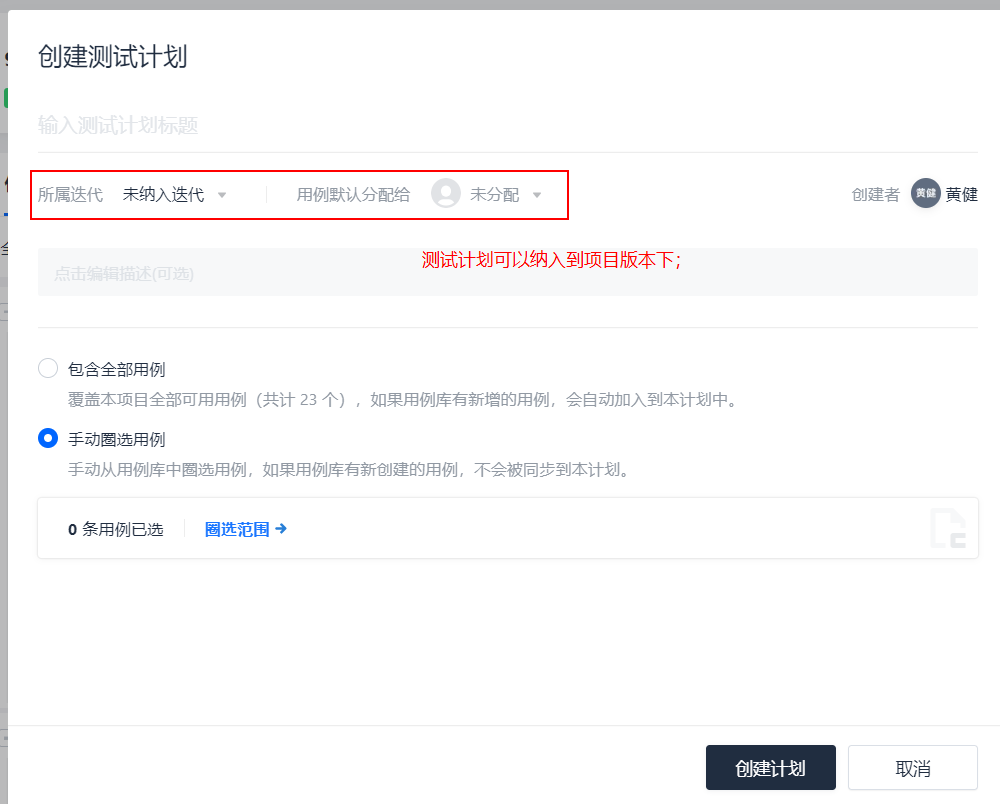 创建测试计划
输入测试计划标题
所属迭代 未纳入迭代 用例默认分配给 未分配 创建者 黄健 黄健
测试计划可以纳入到项目版本下；
点击编辑描述(可选)
包含全部用例
覆盖本项目全部可用用例（共计 23 个），如果用例库有新增的用例，会自动加入到本计划中。
手动圈选用例
手动从用例库中圈选用例，如果用例库有新创建的用例，不会被同步到本计划。
0 条用例已选 圈选范围
创建计划 取消